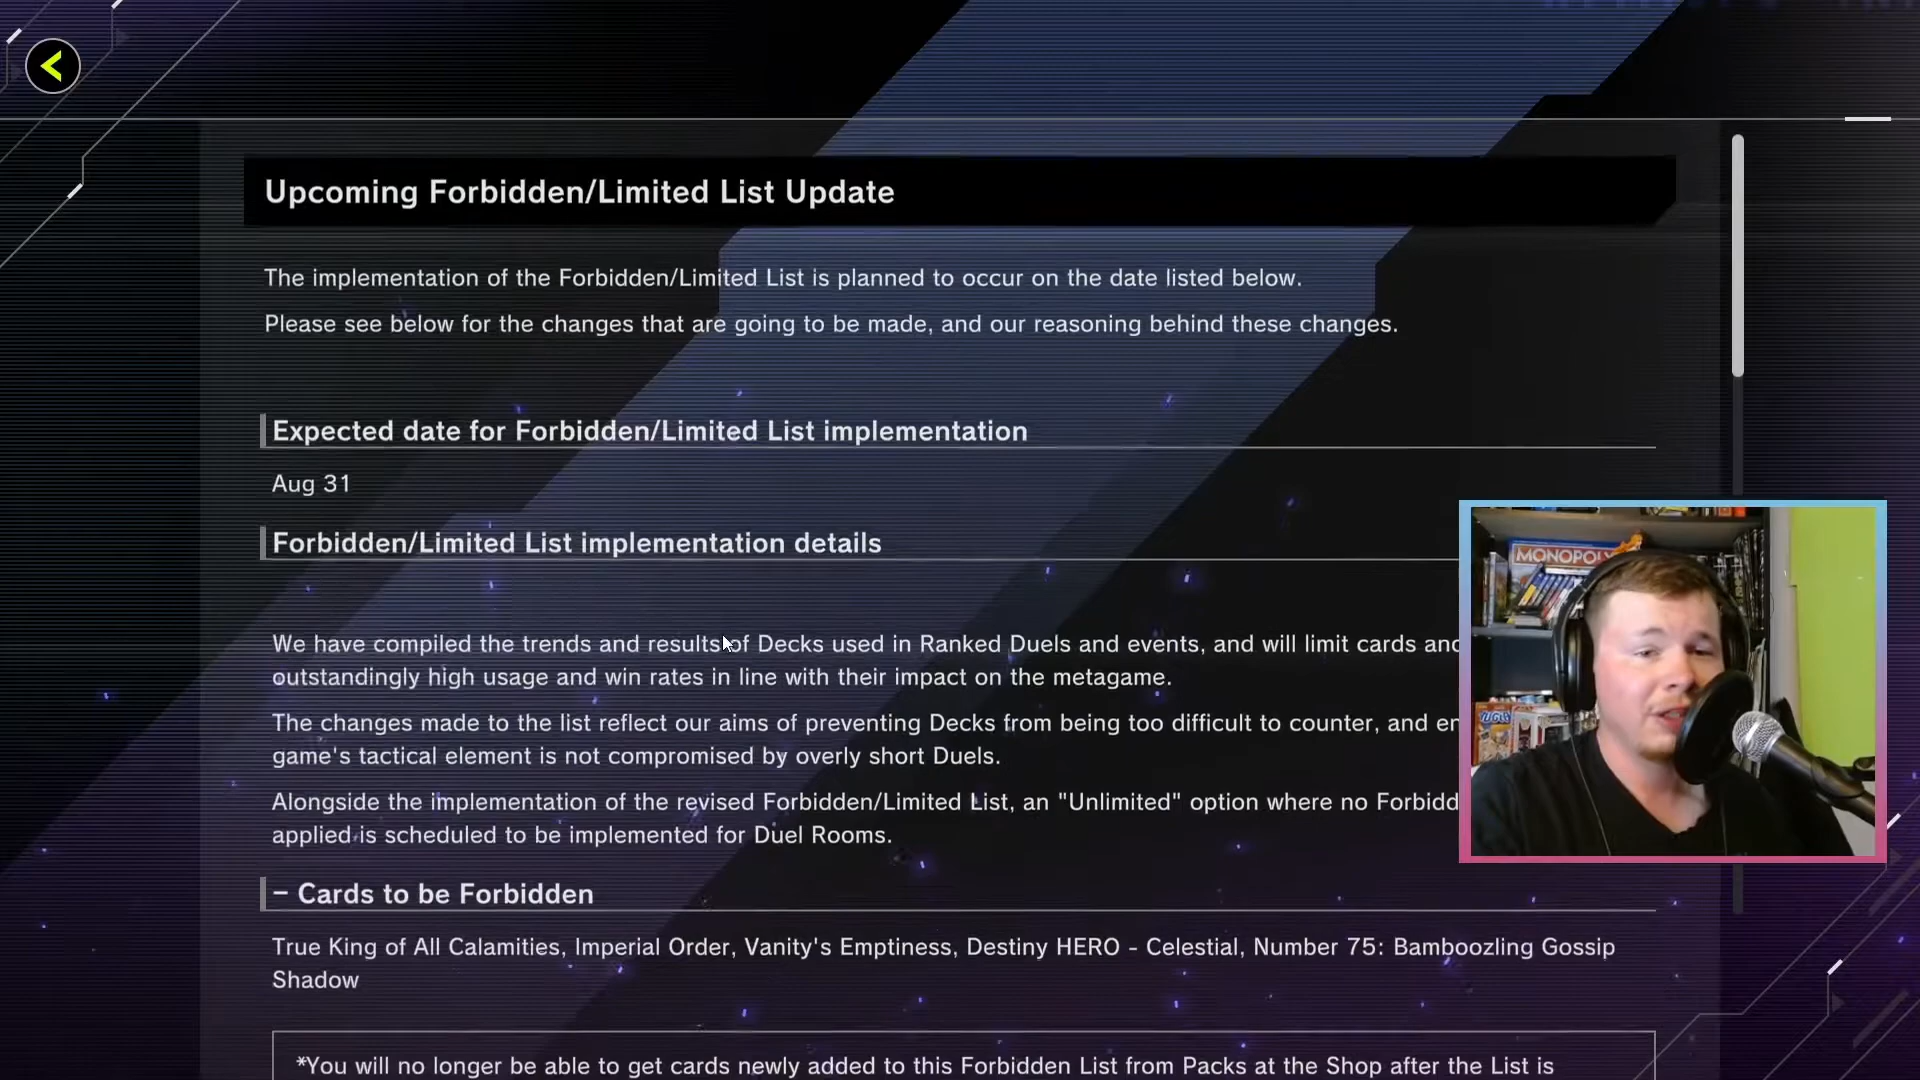 Upcoming Forbidden/Limited List Update
The implementation of the Forbidden/Limited List is planned to occur on the date listed below.
Please see below for the changes that are going to be made, and our reasoning behind these changes.
Expected date for Forbidden/Limited List implementation
Aug 31
Forbidden/Limited List implementation details
We have compiled the trends and results of Decks used in Ranked Duels and events, and will limit cards and
outstandingly high usage and win rates in line with their impact on the metagame.
The changes made to the list reflect our aims of preventing Decks from being too difficult to counter, and
game's tactical element is not compromised by overly short Duels.
Alongside the implementation of the revised Forbidden/Limited List, an "Unlimited" option where no
applied is scheduled to be implemented for Duel Rooms.
– Cards to be Forbidden
True King of All Calamities, Imperial Order, Vanity's Emptiness, Destiny HERO - Celestial, Number 75: Bamboozling Gossip
Shadow
*You will no longer be able to get cards newly added to this Forbidden List from Packs at the Shop after the List is
MONOPOLY